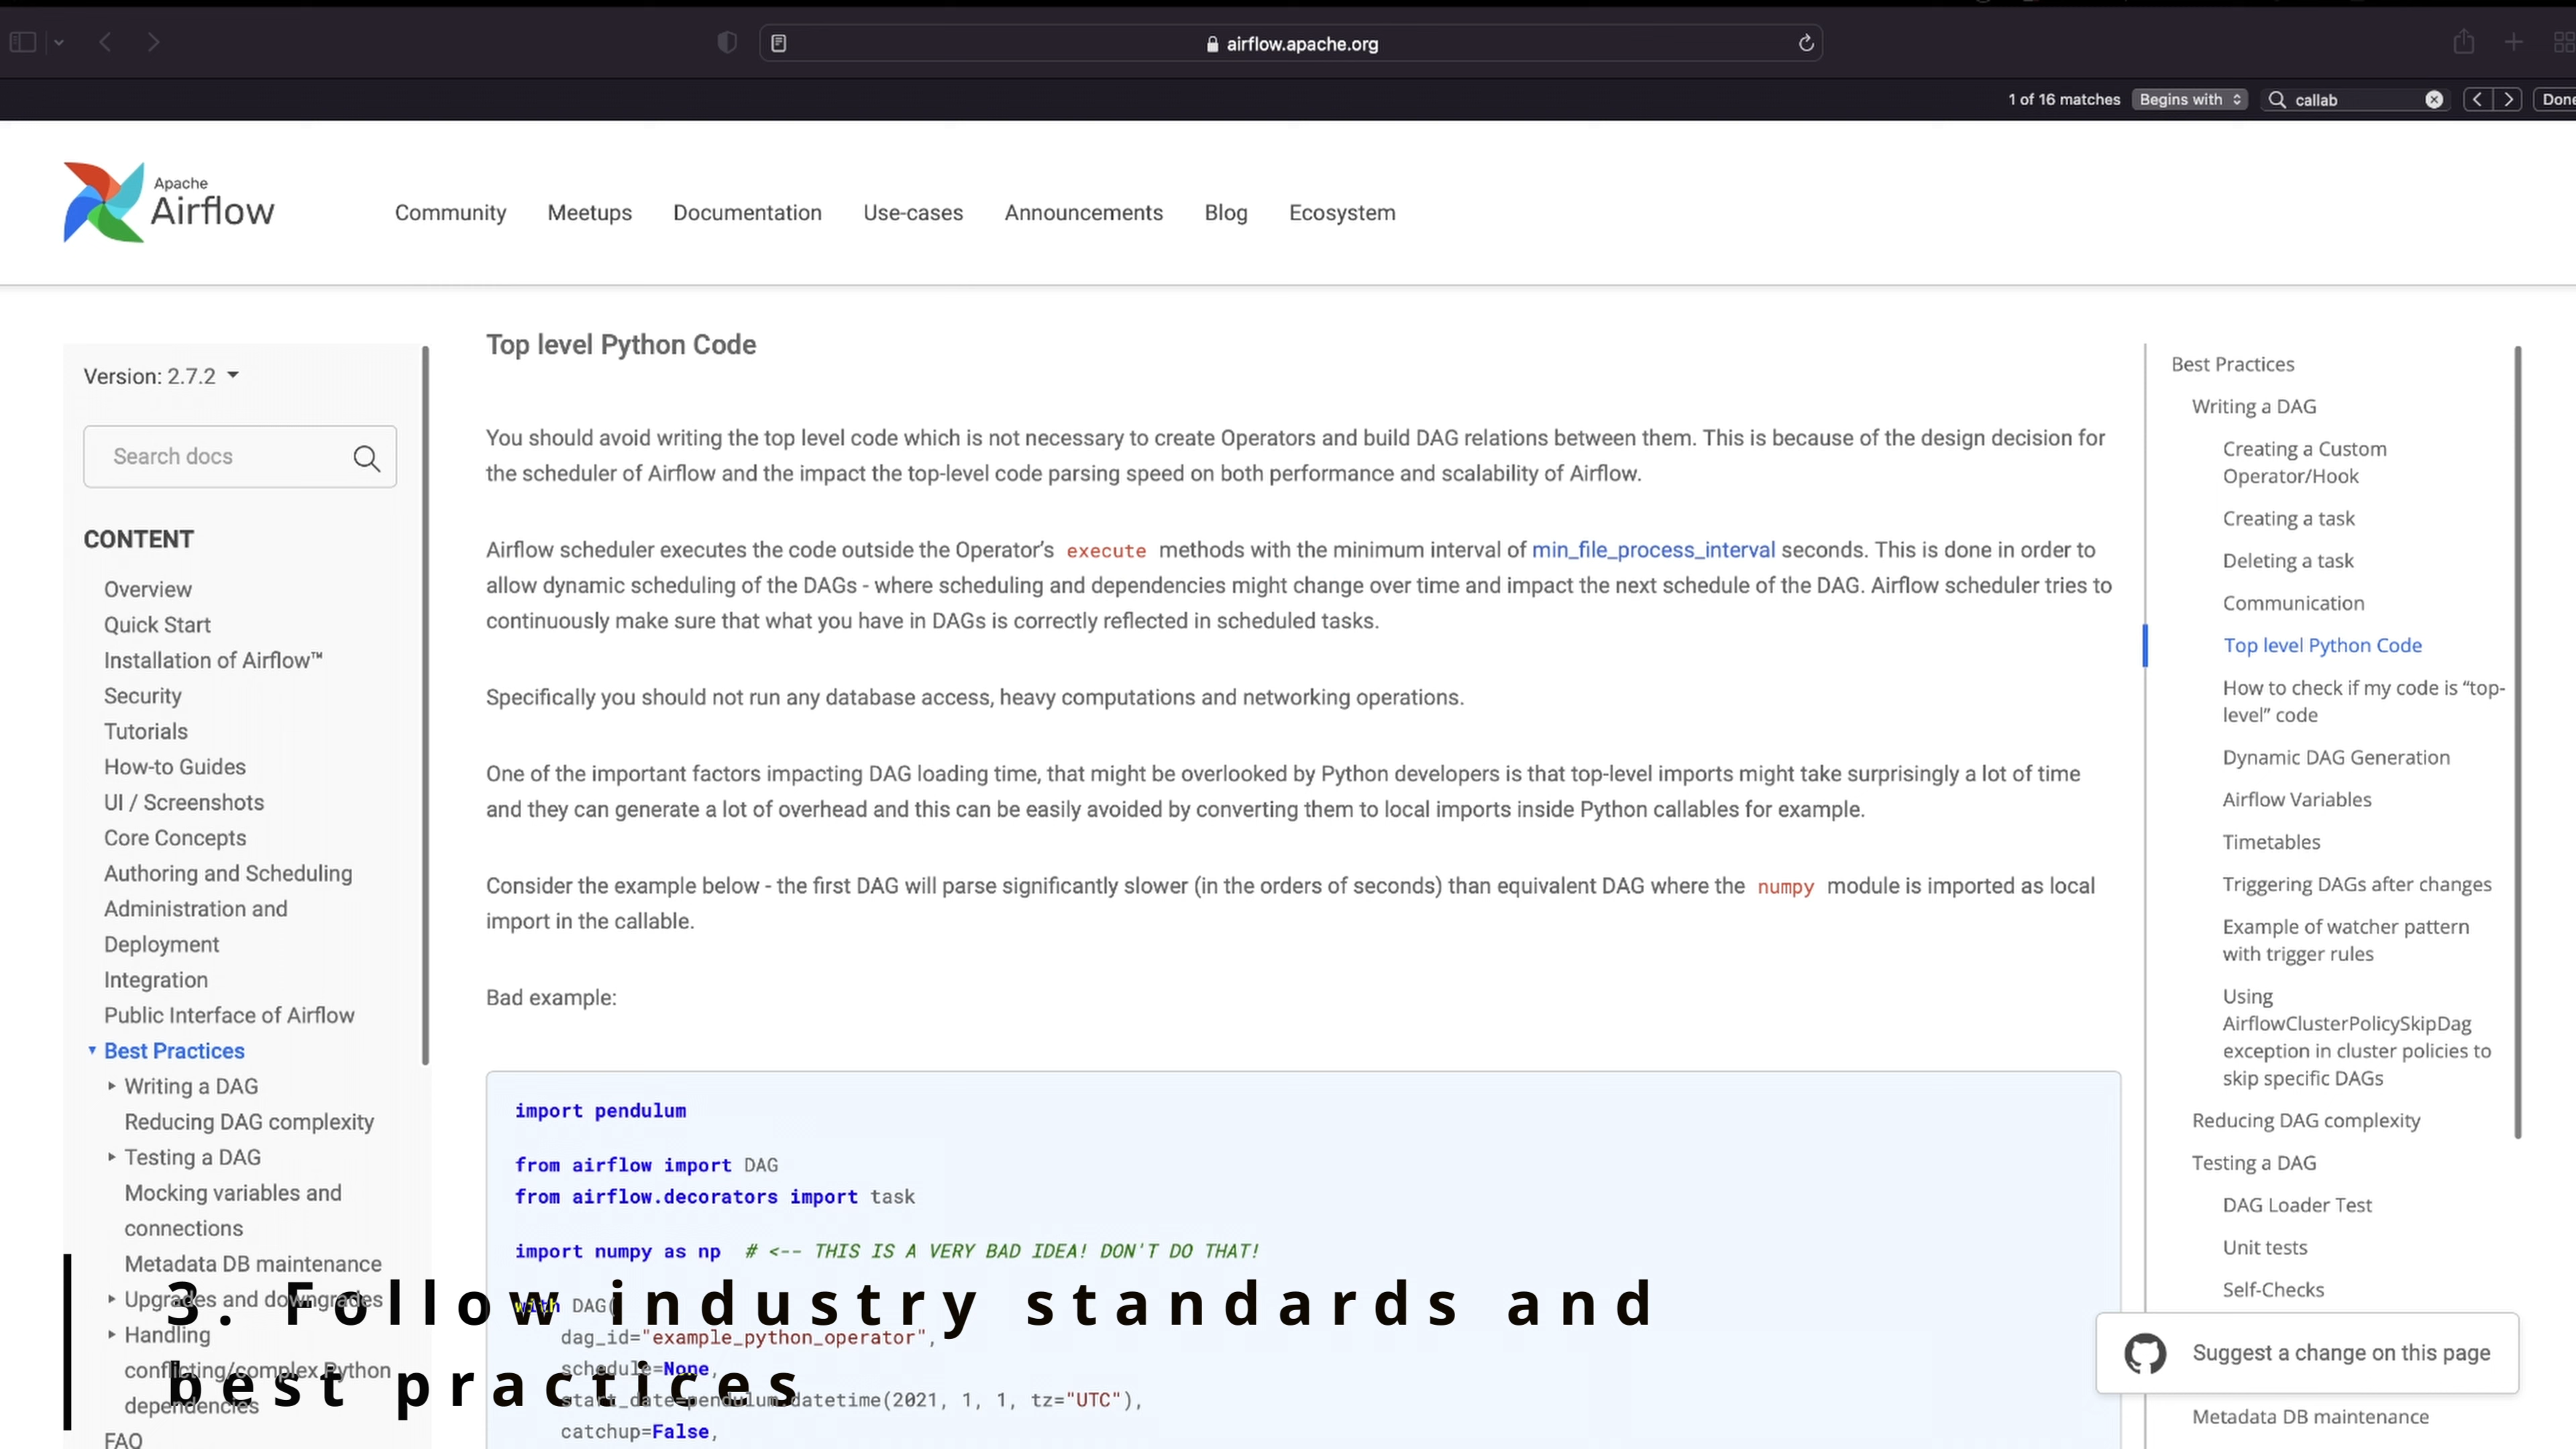 airflow.apache.org
1 of 16 matches Begins with callab Done
Apache
Airflow
Community Meetups Documentation Use-cases Announcements Blog Ecosystem
Version: 2.7.2
Search docs
CONTENT
Overview
Quick Start
Installation of Airflow™
Security
Tutorials
How-to Guides
UI / Screenshots
Core Concepts
Authoring and Scheduling
Administration and
Deployment
Integration
Public Interface of Airflow
Best Practices
Writing a DAG
Reducing DAG complexity
Testing a DAG
Mocking variables and
connections
Metadata DB maintenance
Upgrades and downgrades
Handling
conflicting/complex Python
dependencies
FAQ
Top level Python Code
You should avoid writing the top level code which is not necessary to create Operators and build DAG relations between them. This is because of the design decision for
the scheduler of Airflow and the impact the top-level code parsing speed on both performance and scalability of Airflow.
Airflow scheduler executes the code outside the Operator’s execute methods with the minimum interval of min_file_process_interval seconds. This is done in order to
allow dynamic scheduling of the DAGs - where scheduling and dependencies might change over time and impact the next schedule of the DAG. Airflow scheduler tries to
continuously make sure that what you have in DAGs is correctly reflected in scheduled tasks.
Specifically you should not run any database access, heavy computations and networking operations.
One of the important factors impacting DAG loading time, that might be overlooked by Python developers is that top-level imports might take surprisingly a lot of time
and they can generate a lot of overhead and this can be easily avoided by converting them to local imports inside Python callables for example.
Consider the example below - the first DAG will parse significantly slower (in the orders of seconds) than equivalent DAG where the numpy module is imported as local
import in the callable.
Bad example:
import pendulum
from airflow import DAG
from airflow.decorators import task
import numpy as np # <-- THIS IS A VERY BAD IDEA! DON'T DO THAT!
with DAG(
dag_id="example_python_operator",
schedule=None,
start_date=pendulum.datetime(2021, 1, 1, tz="UTC"),
catchup=False,
3. Follow industry standards and
best practices
Best Practices
Writing a DAG
Creating a Custom
Operator/Hook
Creating a task
Deleting a task
Communication
Top level Python Code
How to check if my code is “top-
level” code
Dynamic DAG Generation
Airflow Variables
Timetables
Triggering DAGs after changes
Example of watcher pattern
with trigger rules
Using
AirflowClusterPolicySkipDag
exception in cluster policies to
skip specific DAGs
Reducing DAG complexity
Testing a DAG
DAG Loader Test
Unit tests
Self-Checks
Suggest a change on this page
Metadata DB maintenance